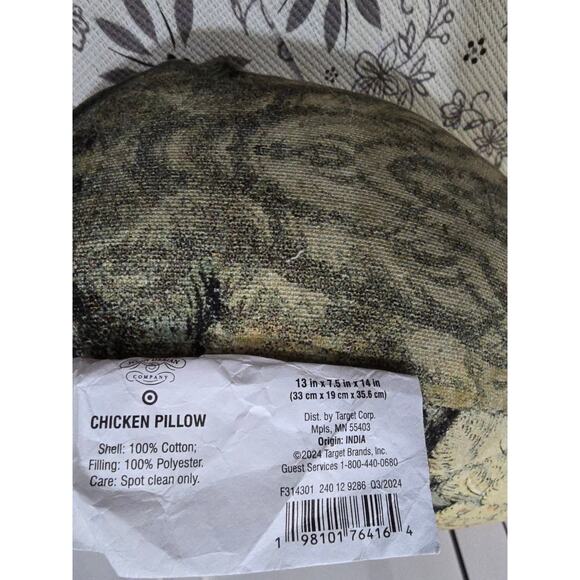 COMPANY
CHICKEN PILLOW
Shell: 100% Cotton;
Filling: 100% Polyester.
Care: Spot clean only.
13 in x 7.5 in x 14 in
(33 cm x 19 cm x 35.6 cm)
Dist. by Target Corp.
Mpls, MN 55403
Origin: INDIA
©2024 Target Brands, Inc.
Guest Services 1-800-440-0680
F314301 240 12 9286 03/2024
1 98101 76416 4